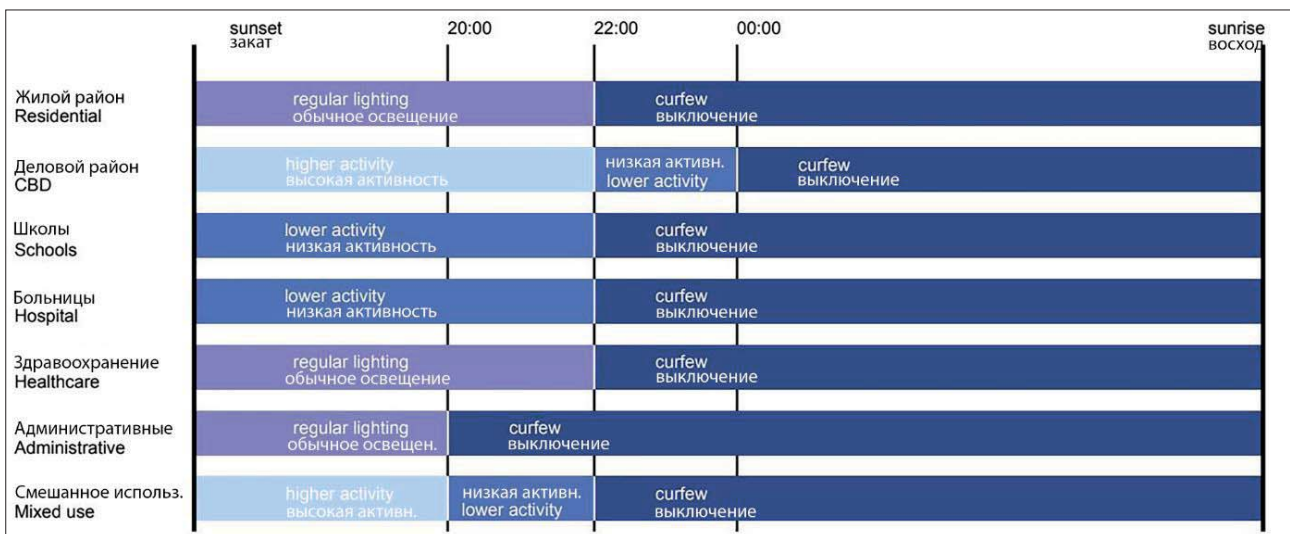 sunset 20:00 22:00 00:00 sunrise
закат восход
Жилой район regular lighting curfew
Residential обычное освещение выключение
Деловой район higher activity низкая активн. curfew
CBD высокая активность lower activity выключение
Школы lower activity curfew
Schools низкая активность выключение
Больницы lower activity curfew
Hospital низкая активность выключение
Здравоохранение regular lighting curfew
Healthcare обычное освещение выключение
Административные regular lighting curfew
Administrative обычное освещен. выключение
Смешанное использ. higher activity низкая активн. curfew
Mixed use высокая активн. lower activity выключение